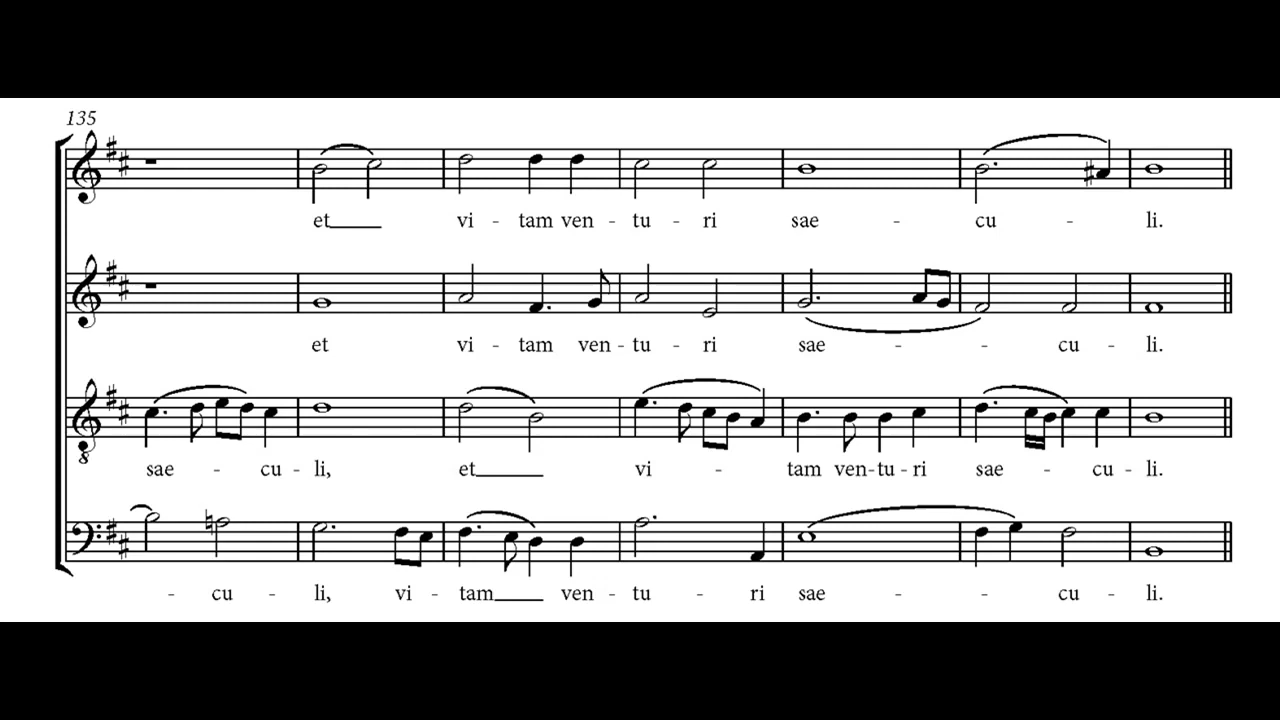 135
et vi - tam ven - tu - ri sae - cu - li.
et vi - tam ven - tu - ri sae - - cu - li.
8
sae - cu - li, et vi - tam ven - tu - ri sae - cu - li.
- cu - li, vi - tam ven - tu - ri sae - - cu - li.